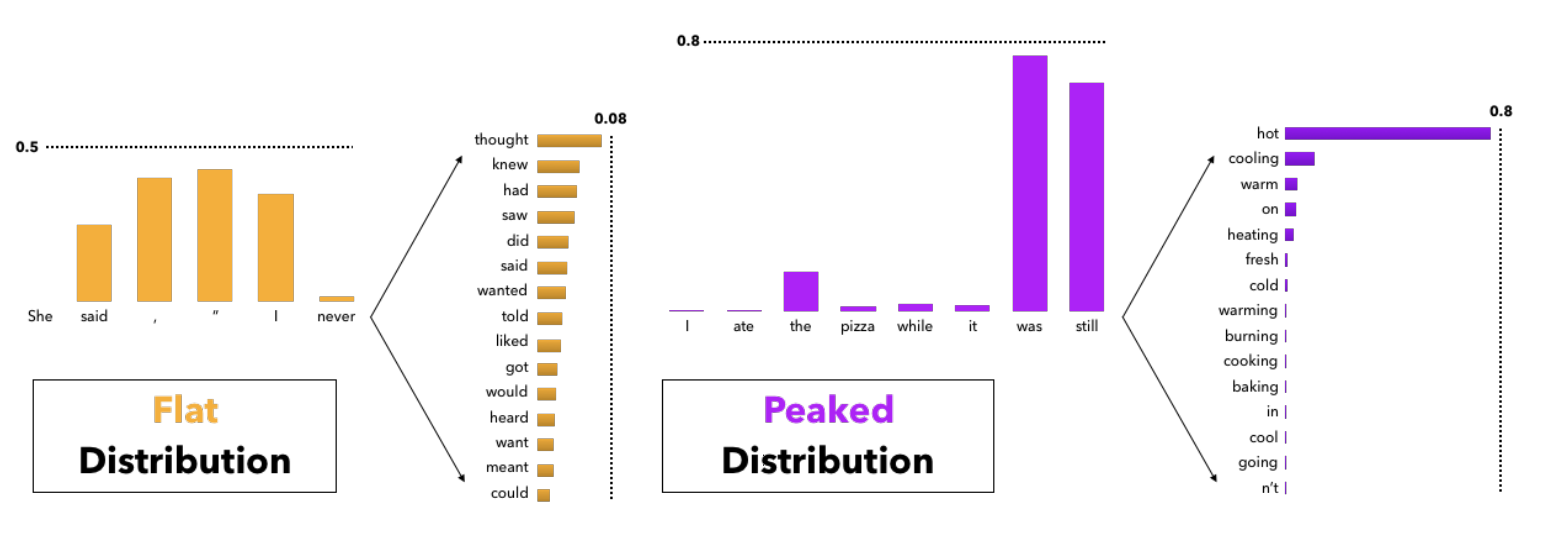 0.5
She said , ” I never
Flat
Distribution
0.08
thought
knew
had
saw
did
said
wanted
told
liked
got
would
heard
want
meant
could
0.8
I ate the pizza while it was still
Peaked
Distribution
0.8
hot
cooling
warm
on
heating
fresh
cold
warming
burning
cooking
baking
in
cool
going
n’t